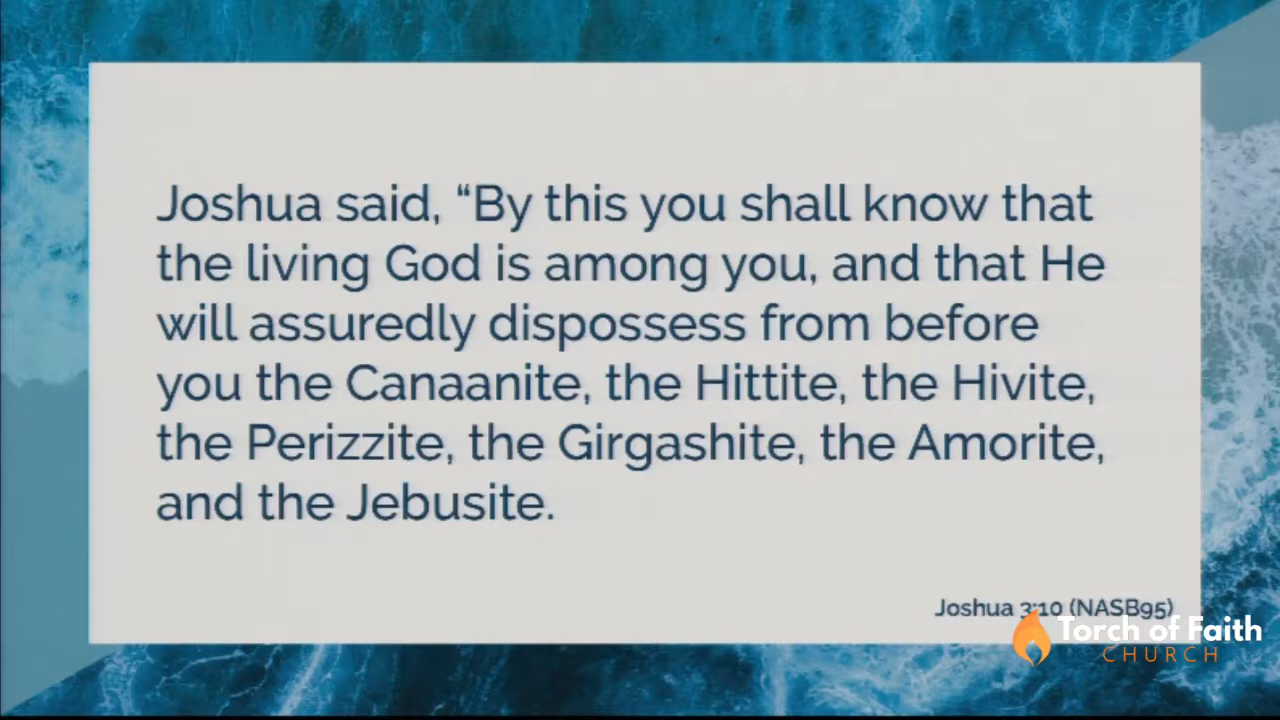 Joshua said, “By this you shall know that
the living God is among you, and that He
will assuredly dispossess from before
you the Canaanite, the Hittite, the Hivite,
the Perizzite, the Girgashite, the Amorite,
and the Jebusite.
Joshua 3:10 (NASB95)
Torch of Faith
CHURCH